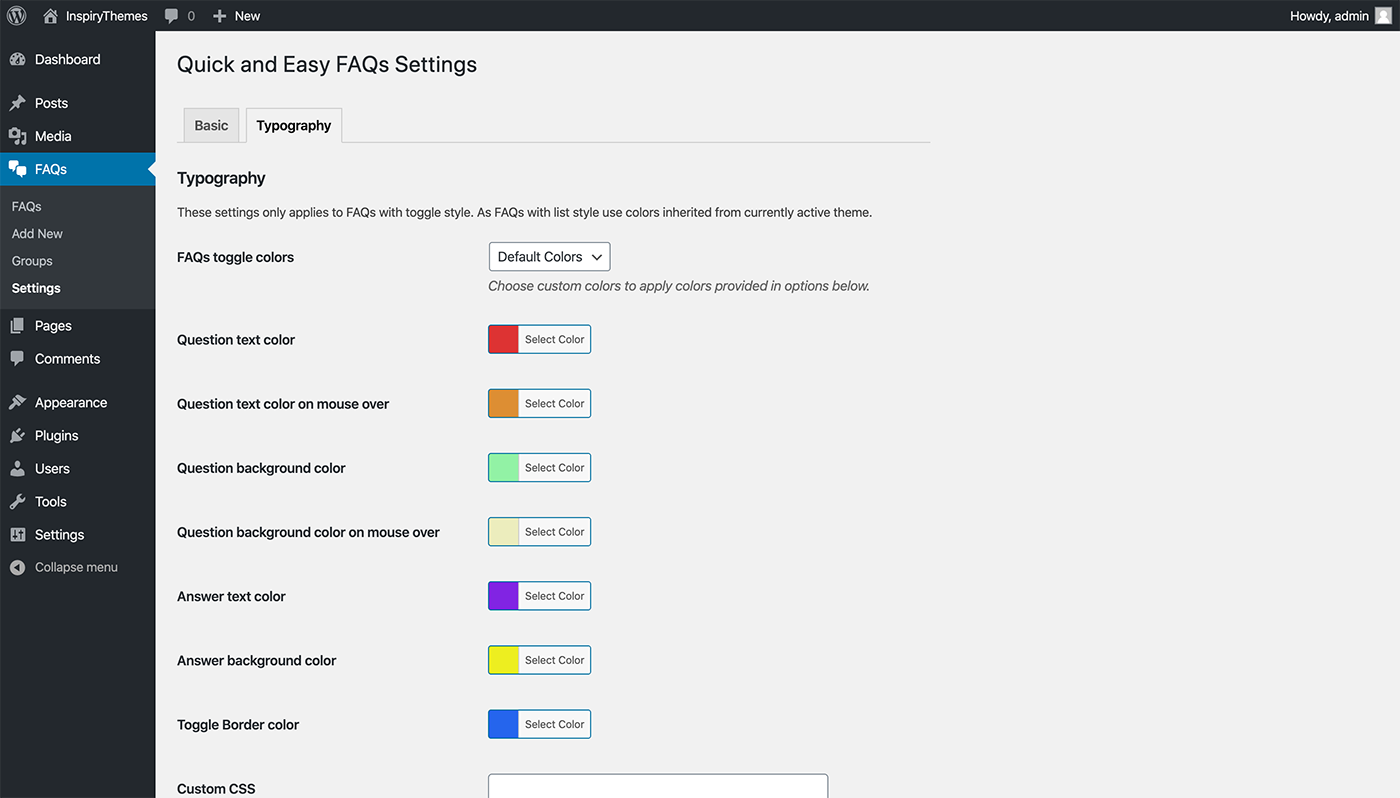 InspiryThemes 0 New Howdy, admin
Dashboard
Posts
Media
FAQs
FAQs
Add New
Groups
Settings
Pages
Comments
Appearance
Plugins
Users
Tools
Settings
Collapse menu
Quick and Easy FAQs Settings
Basic Typography
Typography
These settings only applies to FAQs with toggle style. As FAQs with list style use colors inherited from currently active theme.
FAQs toggle colors Default Colors
Choose custom colors to apply colors provided in options below.
Question text color Select Color
Question text color on mouse over Select Color
Question background color Select Color
Question background color on mouse over Select Color
Answer text color Select Color
Answer background color Select Color
Toggle Border color Select Color
Custom CSS